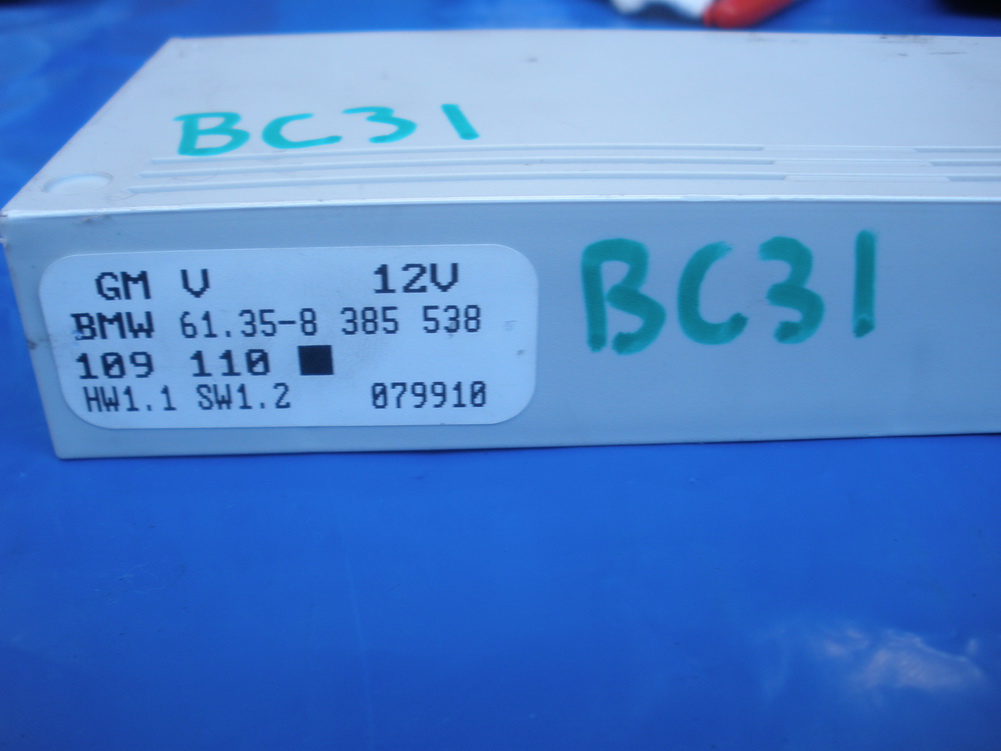 BC31
GM V 12V
BMW 61.35-8 385 538
109 110
HW1.1 SW1.2 079910
BC31